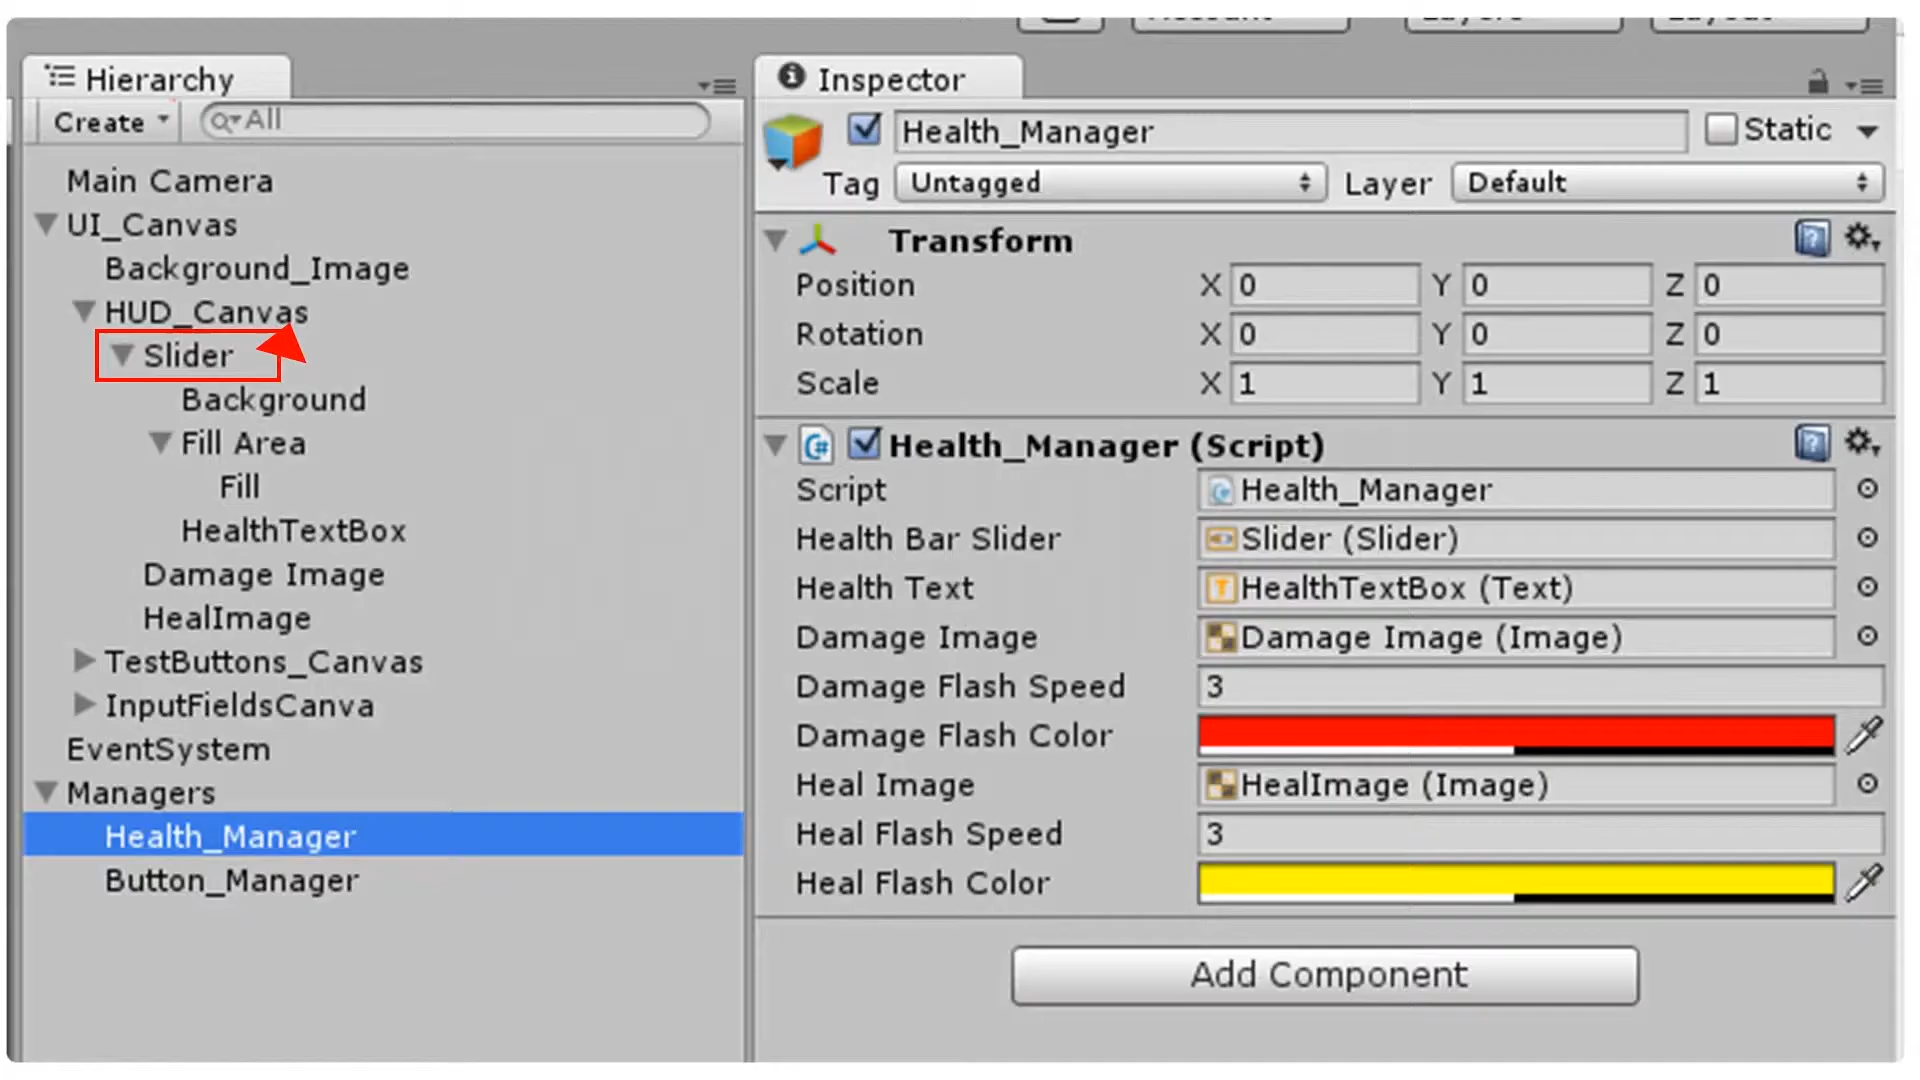 Hierarchy
Create
All
Main Camera
UI_Canvas
Background_Image
HUD_Canvas
Slider
Background
Fill Area
Fill
HealthTextBox
Damage Image
HealImage
TestButtons_Canvas
InputFieldsCanva
EventSystem
Managers
Health_Manager
Button_Manager
Inspector
Health_Manager
Static
Tag Untagged Layer Default
Transform
Position X 0 Y 0 Z 0
Rotation X 0 Y 0 Z 0
Scale X 1 Y 1 Z 1
Health_Manager (Script)
Script Health_Manager
Health Bar Slider Slider (Slider)
Health Text HealthTextBox (Text)
Damage Image Damage Image (Image)
Damage Flash Speed 3
Damage Flash Color
Heal Image HealImage (Image)
Heal Flash Speed 3
Heal Flash Color
Add Component